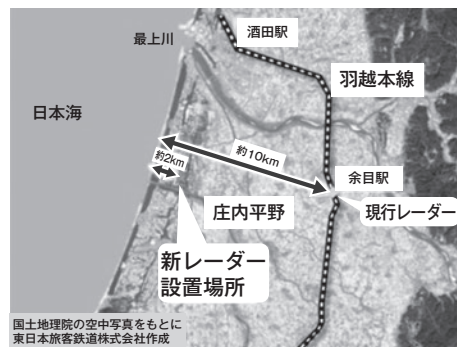 酒田駅
最上川
羽越本線
日本海
約2km
約10km
余目駅
現行レーダー
庄内平野
新レーダー
設置場所
国土地理院の空中写真をもとに
東日本旅客鉄道株式会社作成